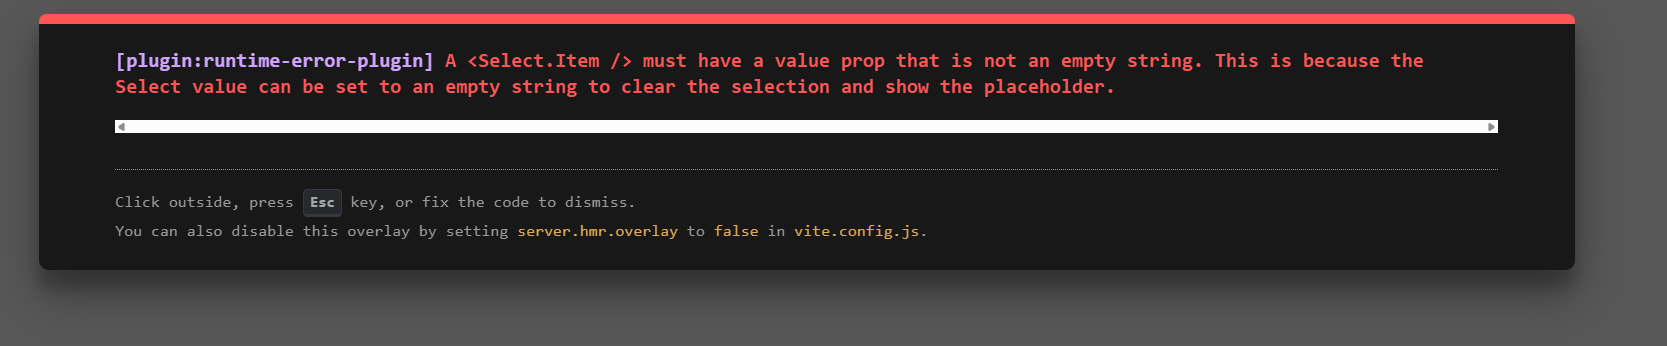 [plugin:runtime-error-plugin] A <Select.Item /> must have a value prop that is not an empty string. This is because the
Select value can be set to an empty string to clear the selection and show the placeholder.
Click outside, press Esc key, or fix the code to dismiss.
You can also disable this overlay by setting server.hmr.overlay to false in vite.config.js.